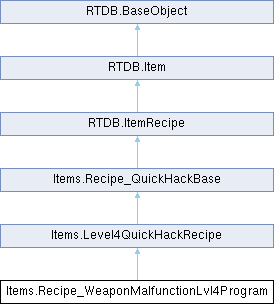 RTDB.BaseObject
RTDB.Item
RTDB.ItemRecipe
Items.Recipe_QuickHackBase
Items.Level4QuickHackRecipe
Items.Recipe_WeaponMalfunctionLvl4Program